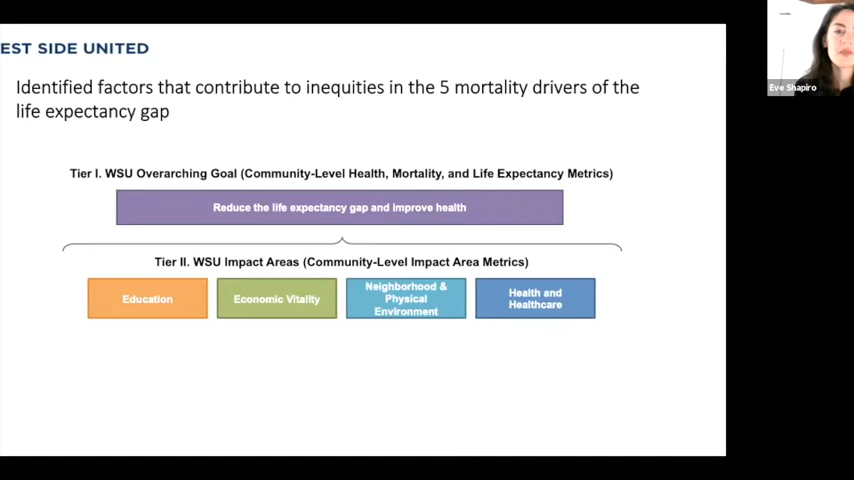 EST SIDE UNITED
Identified factors that contribute to inequities in the 5 mortality drivers of the
life expectancy gap
Tier I. WSU Overarching Goal (Community-Level Health, Mortality, and Life Expectancy Metrics)
Reduce the life expectancy gap and improve health
Tier II. WSU Impact Areas (Community-Level Impact Area Metrics)
Education
Economic Vitality
Neighborhood &
Physical
Environment
Health and
Healthcare
Eve Shapiro